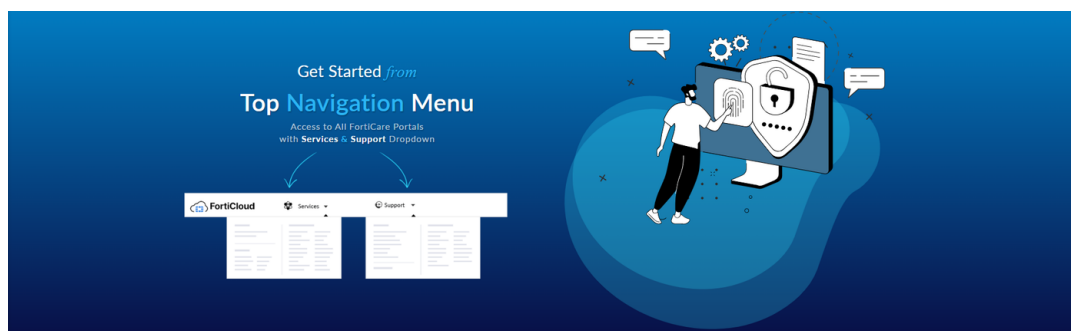 Get Started from
Top Navigation Menu
Access to All FortiCare Portals
with Services & Support Dropdown
FortiCloud Services Support